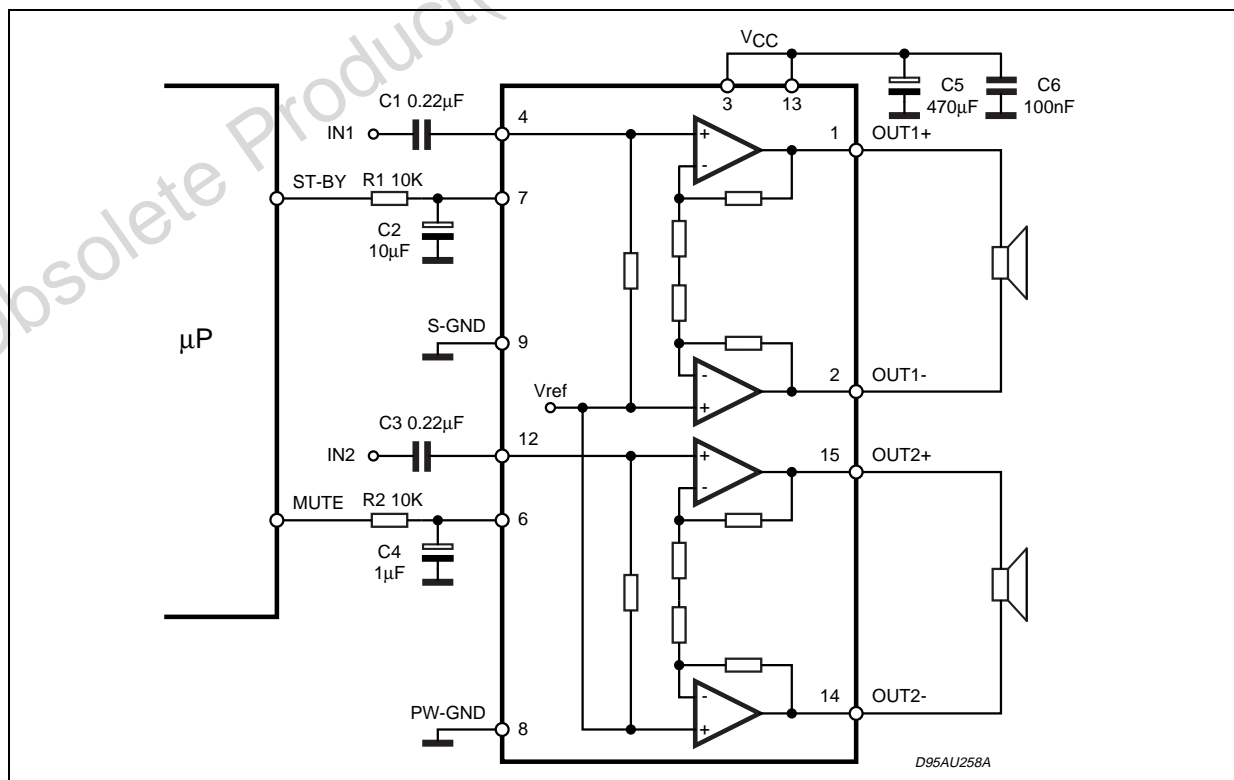 Obsolete Product(
VCC
3
13
C5
470μF
C6
100nF
C1 0.22μF
IN1
4
+
-
1
OUT1+
ST-BY
R1 10K
7
C2
10μF
μP
S-GND
9
-
+
2
OUT1-
Vref
C3 0.22μF
IN2
12
+
-
15
OUT2+
MUTE
R2 10K
6
C4
1μF
-
+
14
OUT2-
PW-GND
8
D95AU258A